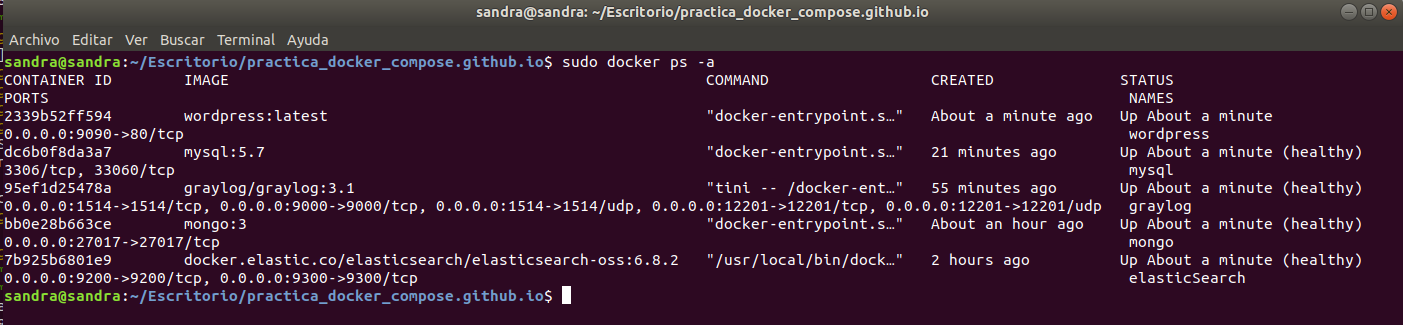 sandra@sandra: ~/Escritorio/practica_docker_compose.github.io
Archivo Editar Ver Buscar Terminal Ayuda
sandra@sandra:~/Escritorio/practica_docker_compose.github.io$ sudo docker ps -a
CONTAINER ID IMAGE COMMAND CREATED STATUS
PORTS NAMES
2339b52ff594 wordpress:latest "docker-entrypoint.s…" About a minute ago Up About a minute
0.0.0.0:9090->80/tcp wordpress
dc6b0f8da3a7 mysql:5.7 "docker-entrypoint.s…" 21 minutes ago Up About a minute (healthy)
3306/tcp, 33060/tcp mysql
95ef1d25478a graylog/graylog:3.1 "tini -- /docker-ent…" 55 minutes ago Up About a minute (healthy)
0.0.0.0:1514->1514/tcp, 0.0.0.0:9000->9000/tcp, 0.0.0.0:1514->1514/udp, 0.0.0.0:12201->12201/tcp, 0.0.0.0:12201->12201/udp graylog
bb0e28b663ce mongo:3 "docker-entrypoint.s…" About an hour ago Up About a minute (healthy)
0.0.0.0:27017->27017/tcp mongo
7b925b6801e9 docker.elastic.co/elasticsearch/elasticsearch-oss:6.8.2 "/usr/local/bin/dock…" 2 hours ago Up About a minute (healthy)
0.0.0.0:9200->9200/tcp, 0.0.0.0:9300->9300/tcp elasticSearch
sandra@sandra:~/Escritorio/practica_docker_compose.github.io$